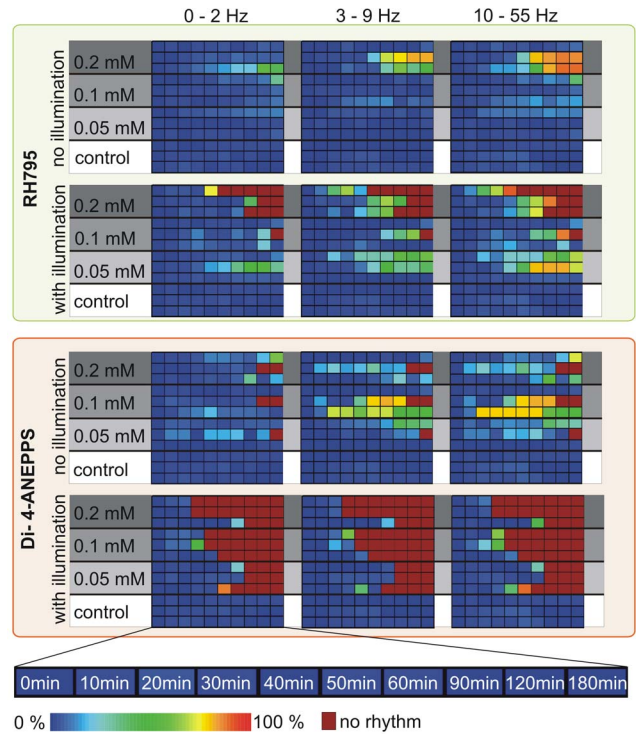 0 - 2 Hz 3 - 9 Hz 10 - 55 Hz
RH795
no illumination
0.2 mM
0.1 mM
0.05 mM
control
with illumination
0.2 mM
0.1 mM
0.05 mM
control
Di- 4-ANEPPS
no illumination
0.2 mM
0.1 mM
0.05 mM
control
with illumination
0.2 mM
0.1 mM
0.05 mM
control
0min 10min 20min 30min 40min 50min 60min 90min 120min 180min
0 % 100 % no rhythm